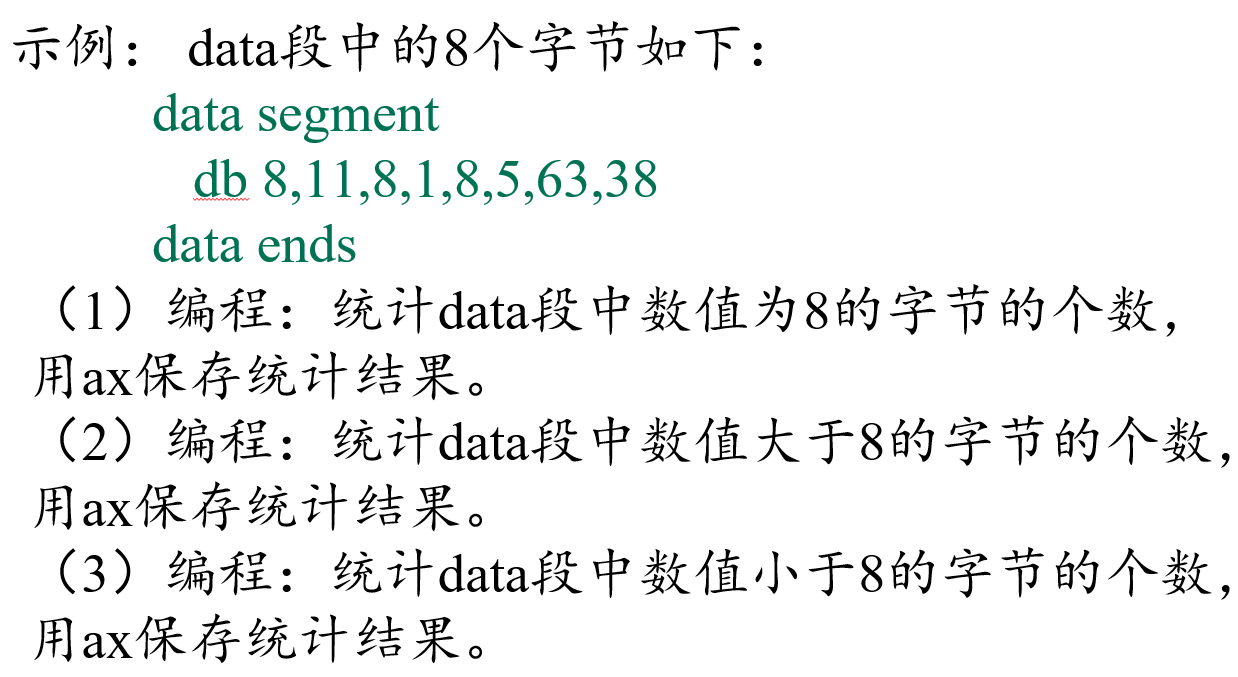 示例： data段中的8个字节如下：
data segment
db 8,11,8,1,8,5,63,38
data ends
（1）编程：统计data段中数值为8的字节的个数，
用ax保存统计结果。
（2）编程：统计data段中数值大于8的字节的个数，
用ax保存统计结果。
（3）编程：统计data段中数值小于8的字节的个数，
用ax保存统计结果。